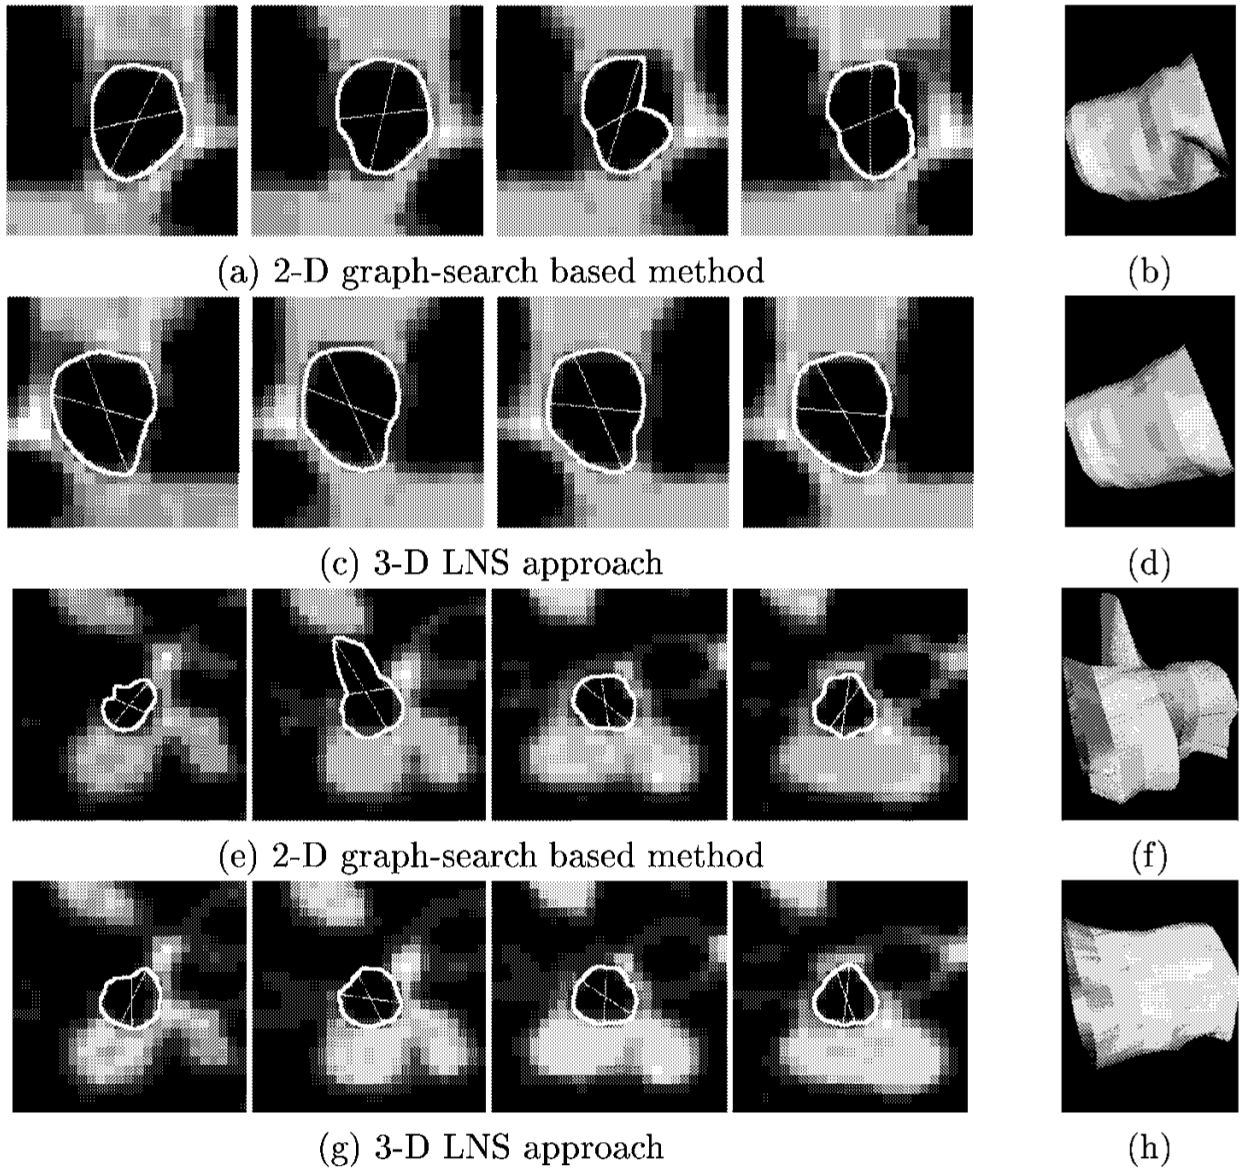 (a) 2-D graph-search based method (b)
(c) 3-D LNS approach (d)
(e) 2-D graph-search based method (f)
(g) 3-D LNS approach (h)